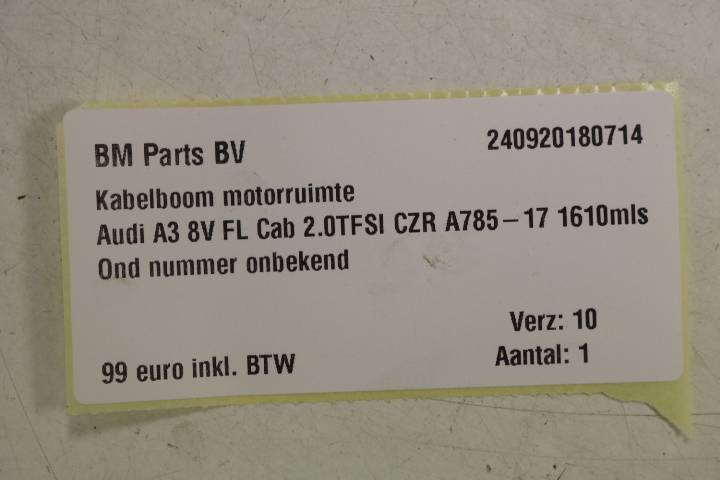 BM Parts BV 240920180714
Kabelboom motorruimte
Audi A3 8V FL Cab 2.0TFSI CZR A785-17 1610mls
Ond nummer onbekend
Verz: 10
99 euro inkl. BTW Aantal: 1